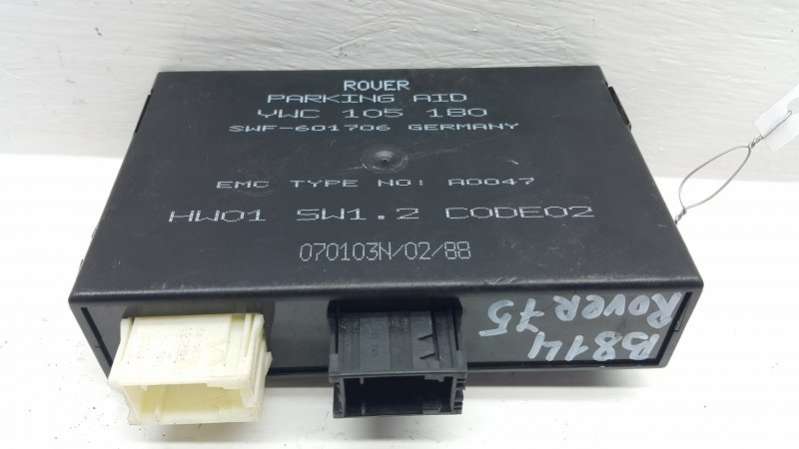 ROVER
PARKING AID
YWC 105 180
SWF-601706 GERMANY
EMC TYPE NO: A0047
HW01 SW1.2 CODE02
070103N/02/88
B814
Rover 75